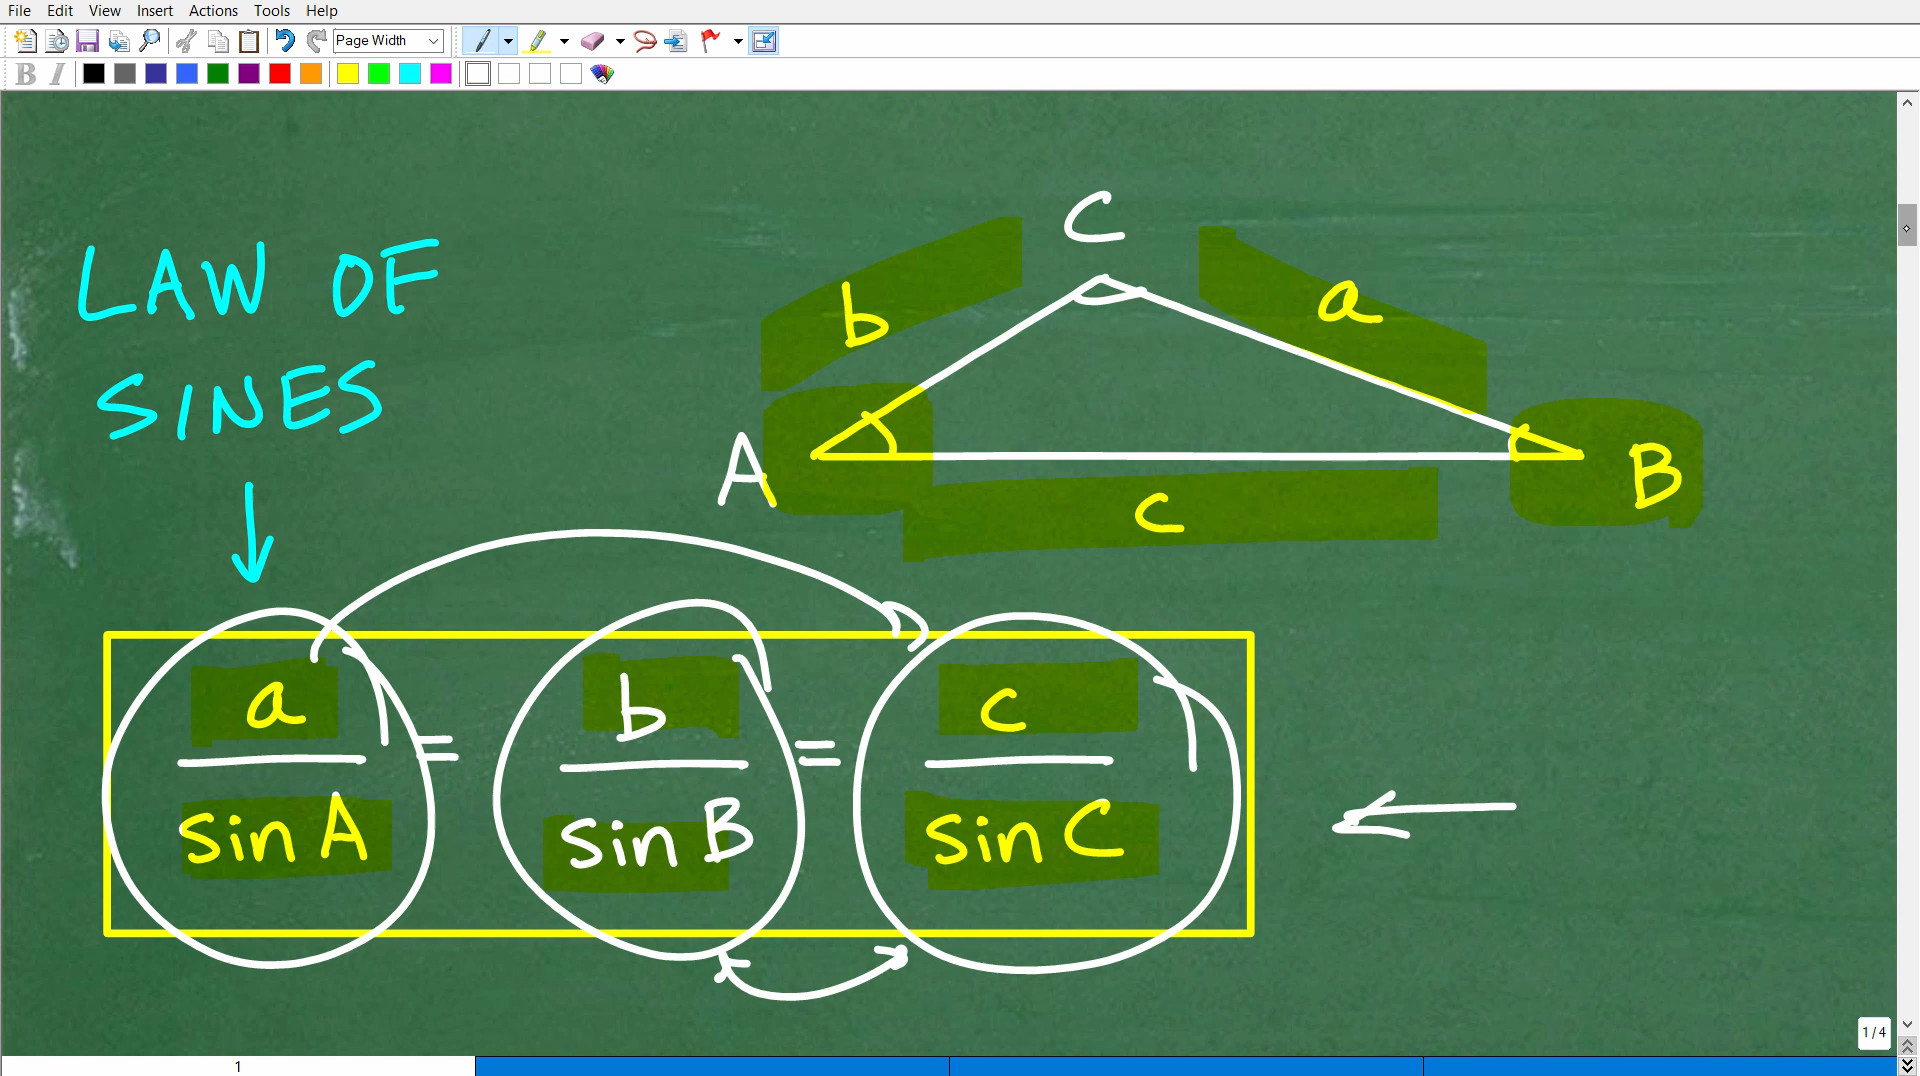 File Edit View Insert Actions Tools Help
Page Width
B I
C
LAW OF
b a
SINES
A B
c
a = b = c
sin A sin B sin C
1 / 4
1